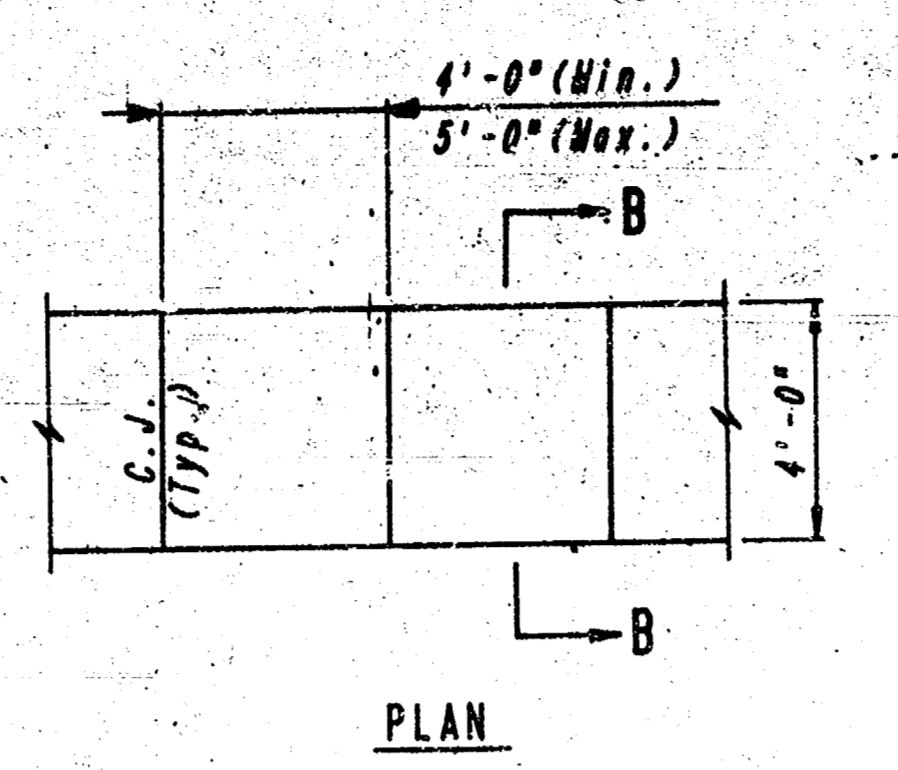 4'-0" (Min.)
5'-0" (Max.)
B
C.J.
(Typ.)
4'-0"
B
PLAN